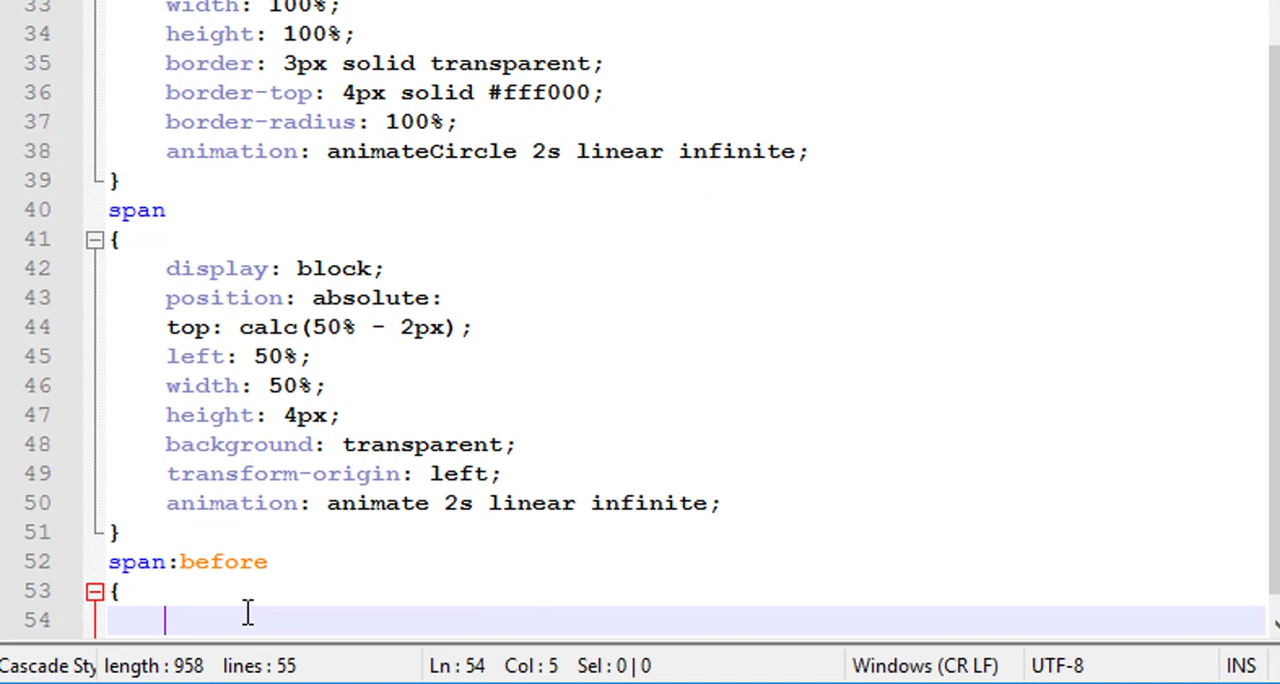 33 width: 100%;
34 height: 100%;
35 border: 3px solid transparent;
36 border-top: 4px solid #fff000;
37 border-radius: 100%;
38 animation: animateCircle 2s linear infinite;
39 }
40 span
41 {
42 display: block;
43 position: absolute:
44 top: calc(50% - 2px);
45 left: 50%;
46 width: 50%;
47 height: 4px;
48 background: transparent;
49 transform-origin: left;
50 animation: animate 2s linear infinite;
51 }
52 span:before
53 {
54
Cascade Sty length : 958 lines : 55 Ln : 54 Col : 5 Sel : 0 | 0 Windows (CR LF) UTF-8 INS